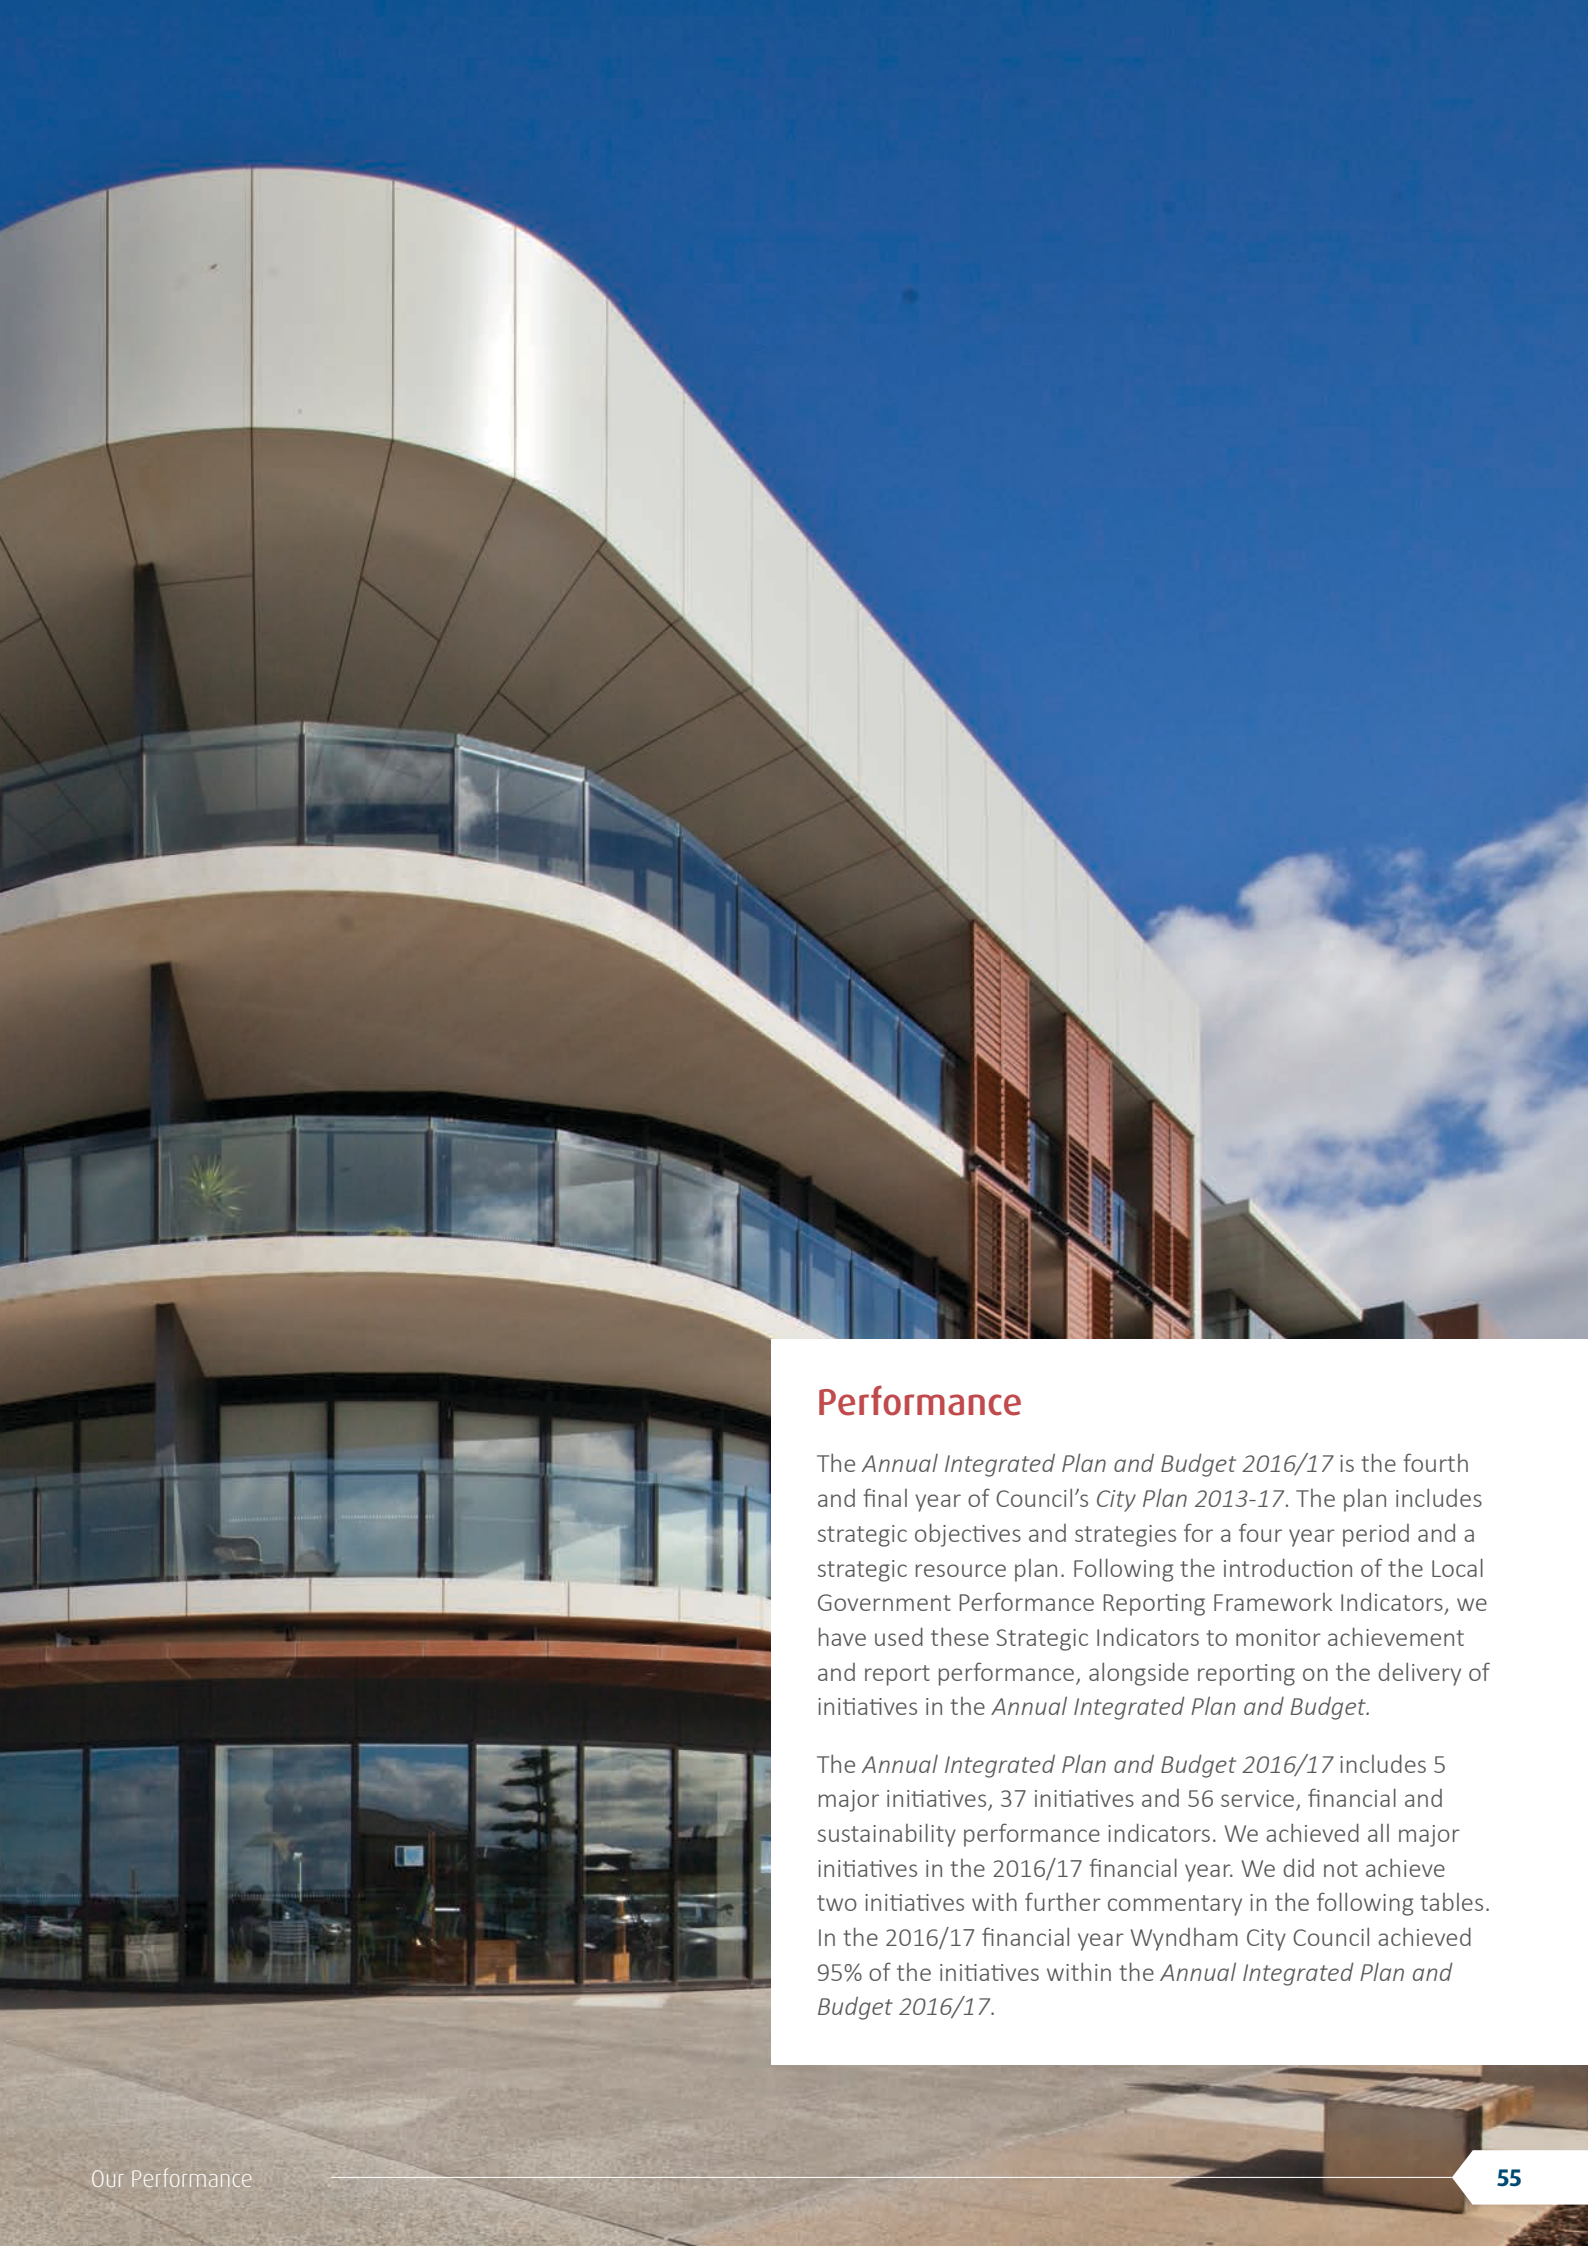 Performance
The Annual Integrated Plan and Budget 2016/17 is the fourth
and final year of Council’s City Plan 2013-17. The plan includes
strategic objectives and strategies for a four year period and a
strategic resource plan. Following the introduction of the Local
Government Performance Reporting Framework Indicators, we
have used these Strategic Indicators to monitor achievement
and report performance, alongside reporting on the delivery of
initiatives in the Annual Integrated Plan and Budget.
The Annual Integrated Plan and Budget 2016/17 includes 5
major initiatives, 37 initiatives and 56 service, financial and
sustainability performance indicators. We achieved all major
initiatives in the 2016/17 financial year. We did not achieve
two initiatives with further commentary in the following tables.
In the 2016/17 financial year Wyndham City Council achieved
95% of the initiatives within the Annual Integrated Plan and
Budget 2016/17.
Our Performance
55